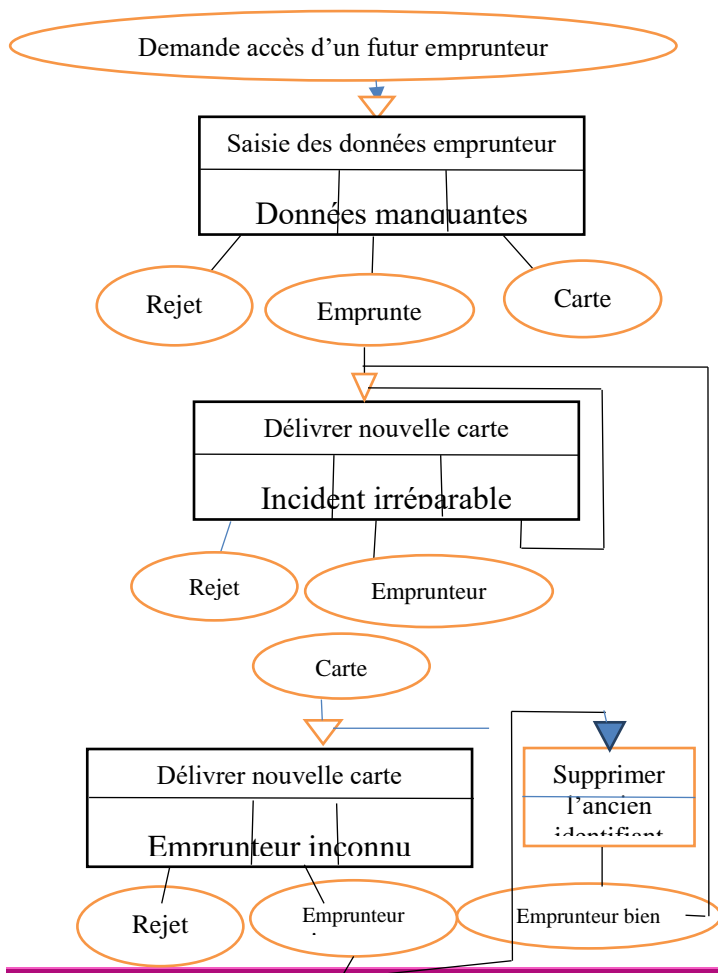 Demande accès d’un futur emprunteur
Saisie des données emprunteur
Données manquantes
Rejet
Emprunte
Carte
Délivrer nouvelle carte
Incident irréparable
Rejet
Emprunteur
Carte
Délivrer nouvelle carte
Emprunteur inconnu
Supprimer
l’ancien
identifiant
Rejet
Emprunteur
Emprunteur bien